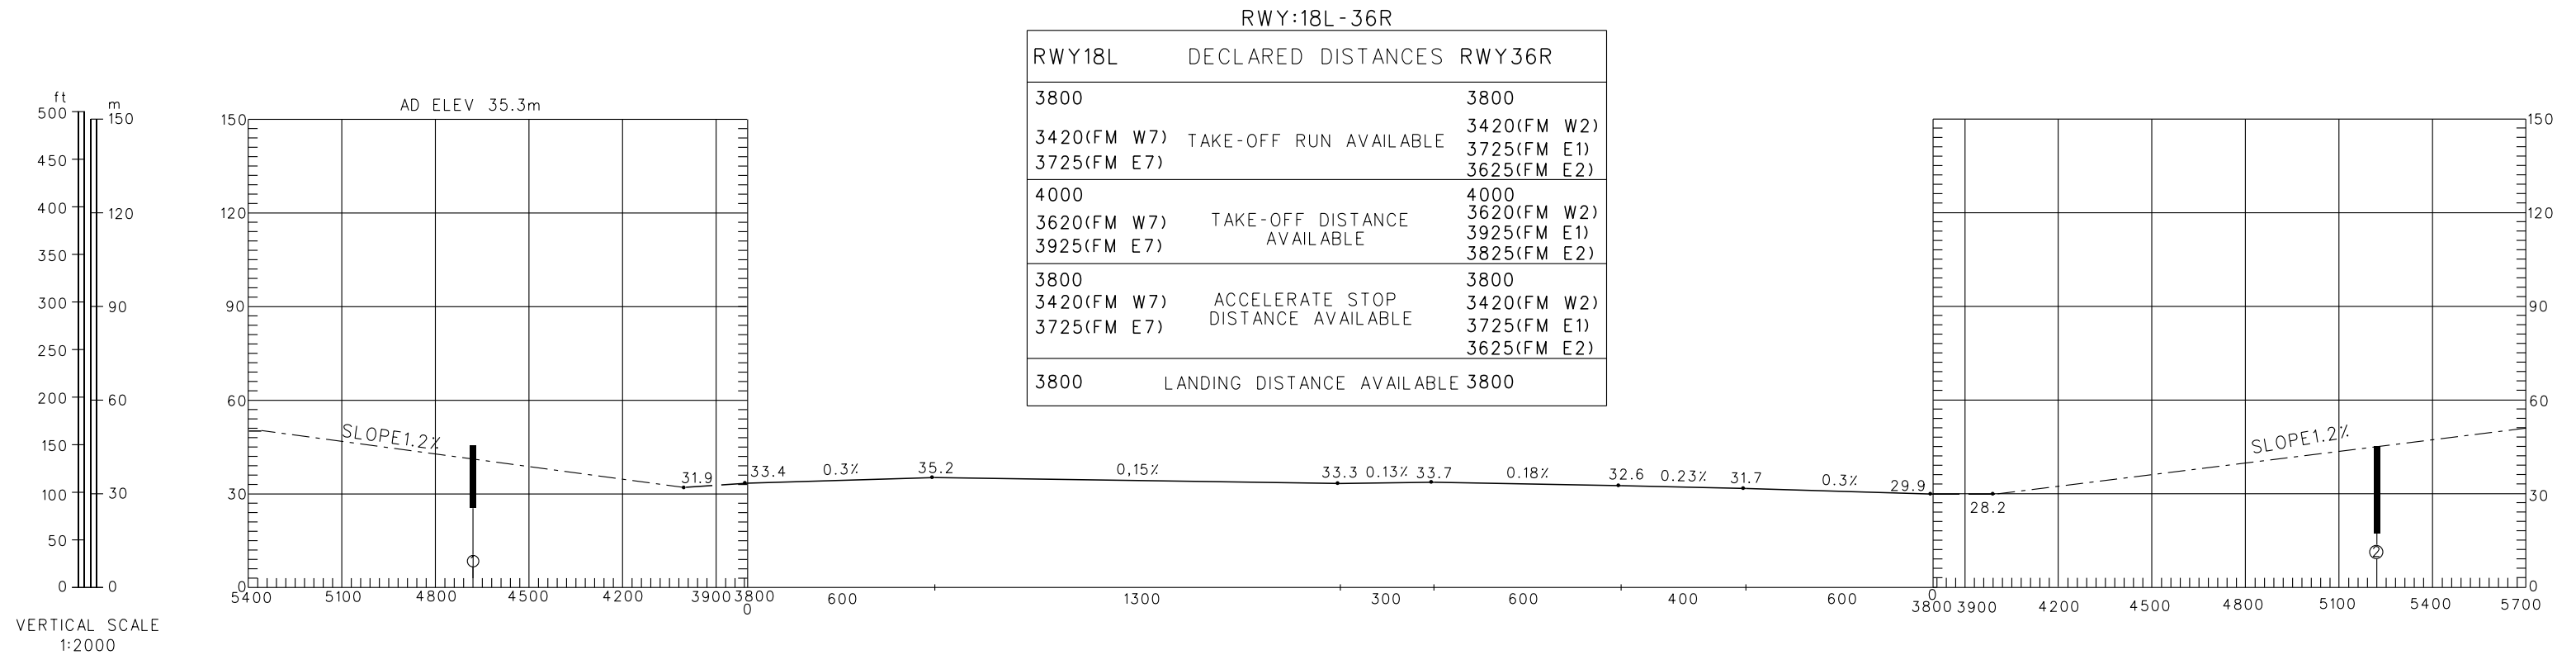 RWY:18L-36R
RWY18L DECLARED DISTANCES RWY36R
3800 3800
3420(FM W7) TAKE-OFF RUN AVAILABLE 3420(FM W2)
3725(FM E7) 3725(FM E1)
3625(FM E2)
4000 4000
3620(FM W7) TAKE-OFF DISTANCE 3620(FM W2)
AVAILABLE 3925(FM E1)
3925(FM E7) 3825(FM E2)
3800 3800
3420(FM W7) ACCELERATE STOP 3420(FM W2)
DISTANCE AVAILABLE
3725(FM E7) 3725(FM E1)
3625(FM E2)
3800 LANDING DISTANCE AVAILABLE 3800
ft
m
500
450
400
350
300
250
200
150
100
50
0
150
120
90
60
30
0
VERTICAL SCALE
1:2000
AD ELEV 35.3m
150
120
90
60
30
0
SLOPE1.2%
1
31.9 33.4 0.3% 35.2 0,15% 33.3 0.13% 33.7 0.18% 32.6 0.23% 31.7 0.3% 29.9
28.2
SLOPE1.2%
2
150
120
90
60
30
0
5400 5100 4800 4500 4200 3900 3800 600 1300 300 600 400 600 3800 3900 4200 4500 4800 5100 5400 5700
0 0